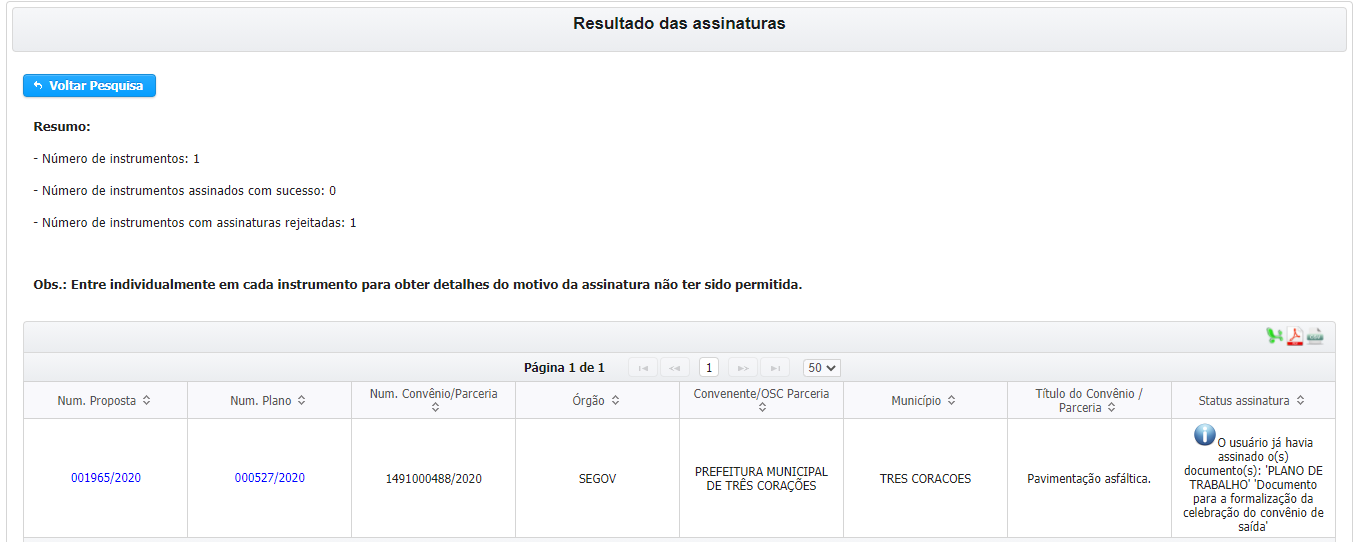 Resultado das assinaturas
Voltar Pesquisa
Resumo:
- Número de instrumentos: 1
- Número de instrumentos assinados com sucesso: 0
- Número de instrumentos com assinaturas rejeitadas: 1
Obs.: Entre individualmente em cada instrumento para obter detalhes do motivo da assinatura não ter sido permitida.
Página 1 de 1 1 50
Num. Proposta
Num. Plano
Num. Convênio/Parceria
Órgão
Convenente/OSC Parceria
Município
Título do Convênio /
Parceria
Status assinatura
001965/2020
000527/2020
1491000488/2020
SEGOV
PREFEITURA MUNICIPAL
DE TRÊS CORAÇÕES
TRES CORACOES
Pavimentação asfáltica.
O usuário já havia
assinado o(s)
documento(s): 'PLANO DE
TRABALHO' 'Documento
para a formalização da
celebração do convênio de
saída'